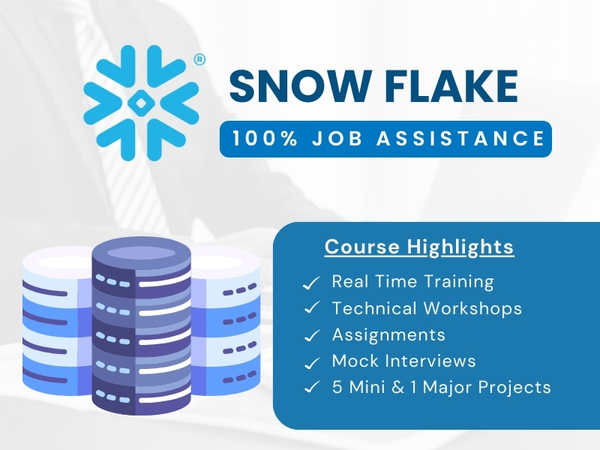 ®
SNOW FLAKE
100% JOB ASSISTANCE
Course Highlights
Real Time Training
Technical Workshops
Assignments
Mock Interviews
5 Mini & 1 Major Projects